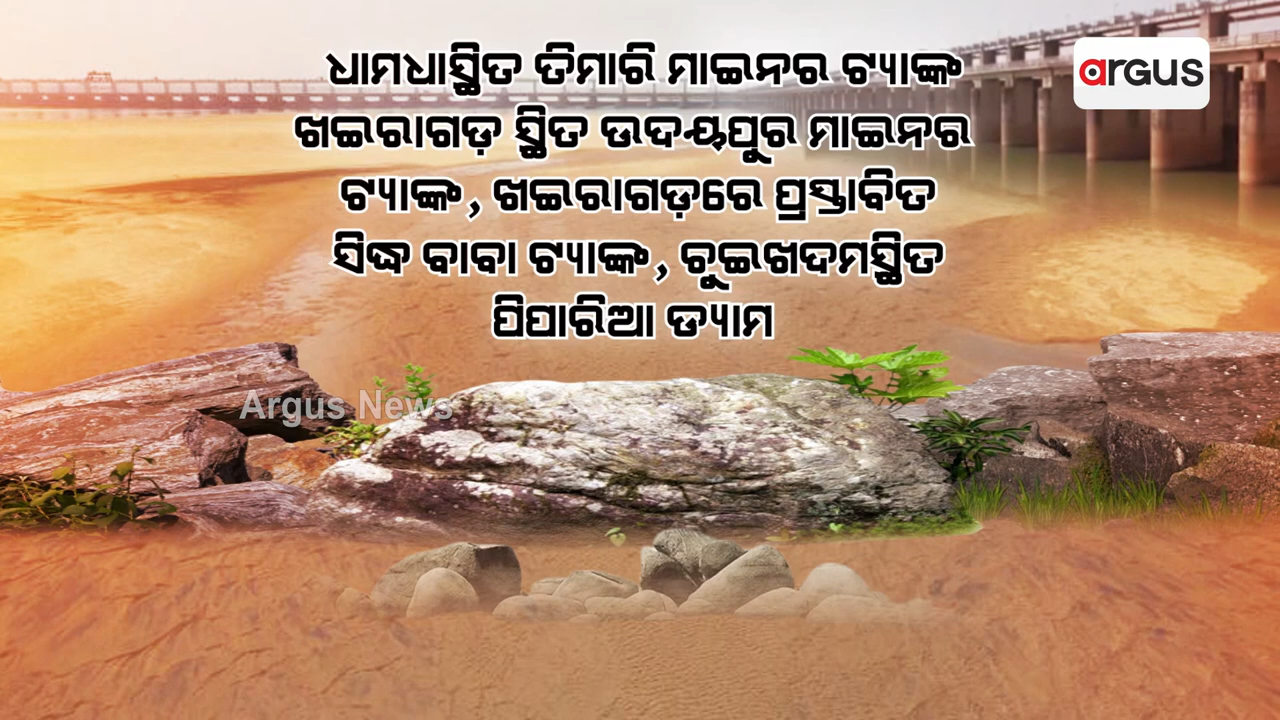 ଧାମଧାସ୍ଥିତ ତିମାରି ମାଇନର ଟ୍ୟାଙ୍କ
argus
ଖଇରାଗଡ଼ ସ୍ଥିତ ଉଦୟପୁର ମାଇନର
ଟ୍ୟାଙ୍କ, ଖଇରାଗଡ଼ରେ ପ୍ରସ୍ତାବିତ
ସିଦ୍ଧ ବାବା ଟ୍ୟାଙ୍କ, ଚୁଇଖଦମସ୍ଥିତ
ପିପାରିଆ ଡ୍ୟାମ
Argus News